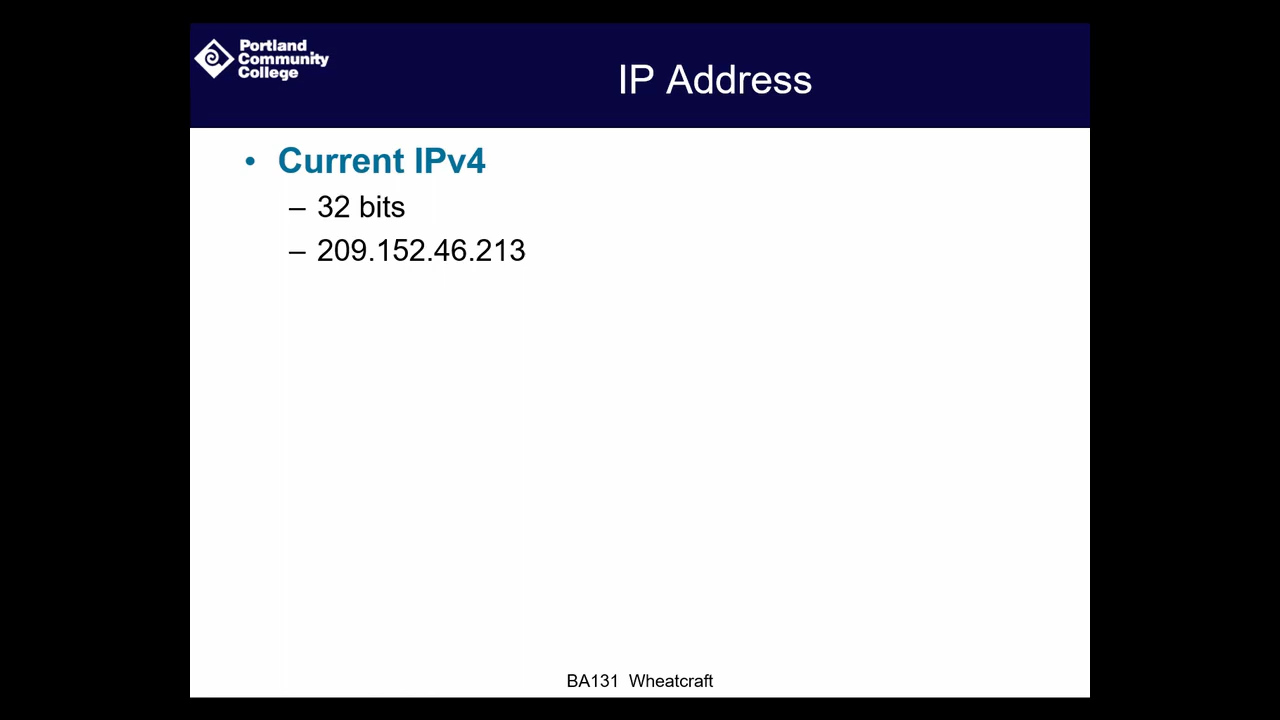 Portland
Community
College
IP Address
• Current IPv4
– 32 bits
– 209.152.46.213
BA131 Wheatcraft